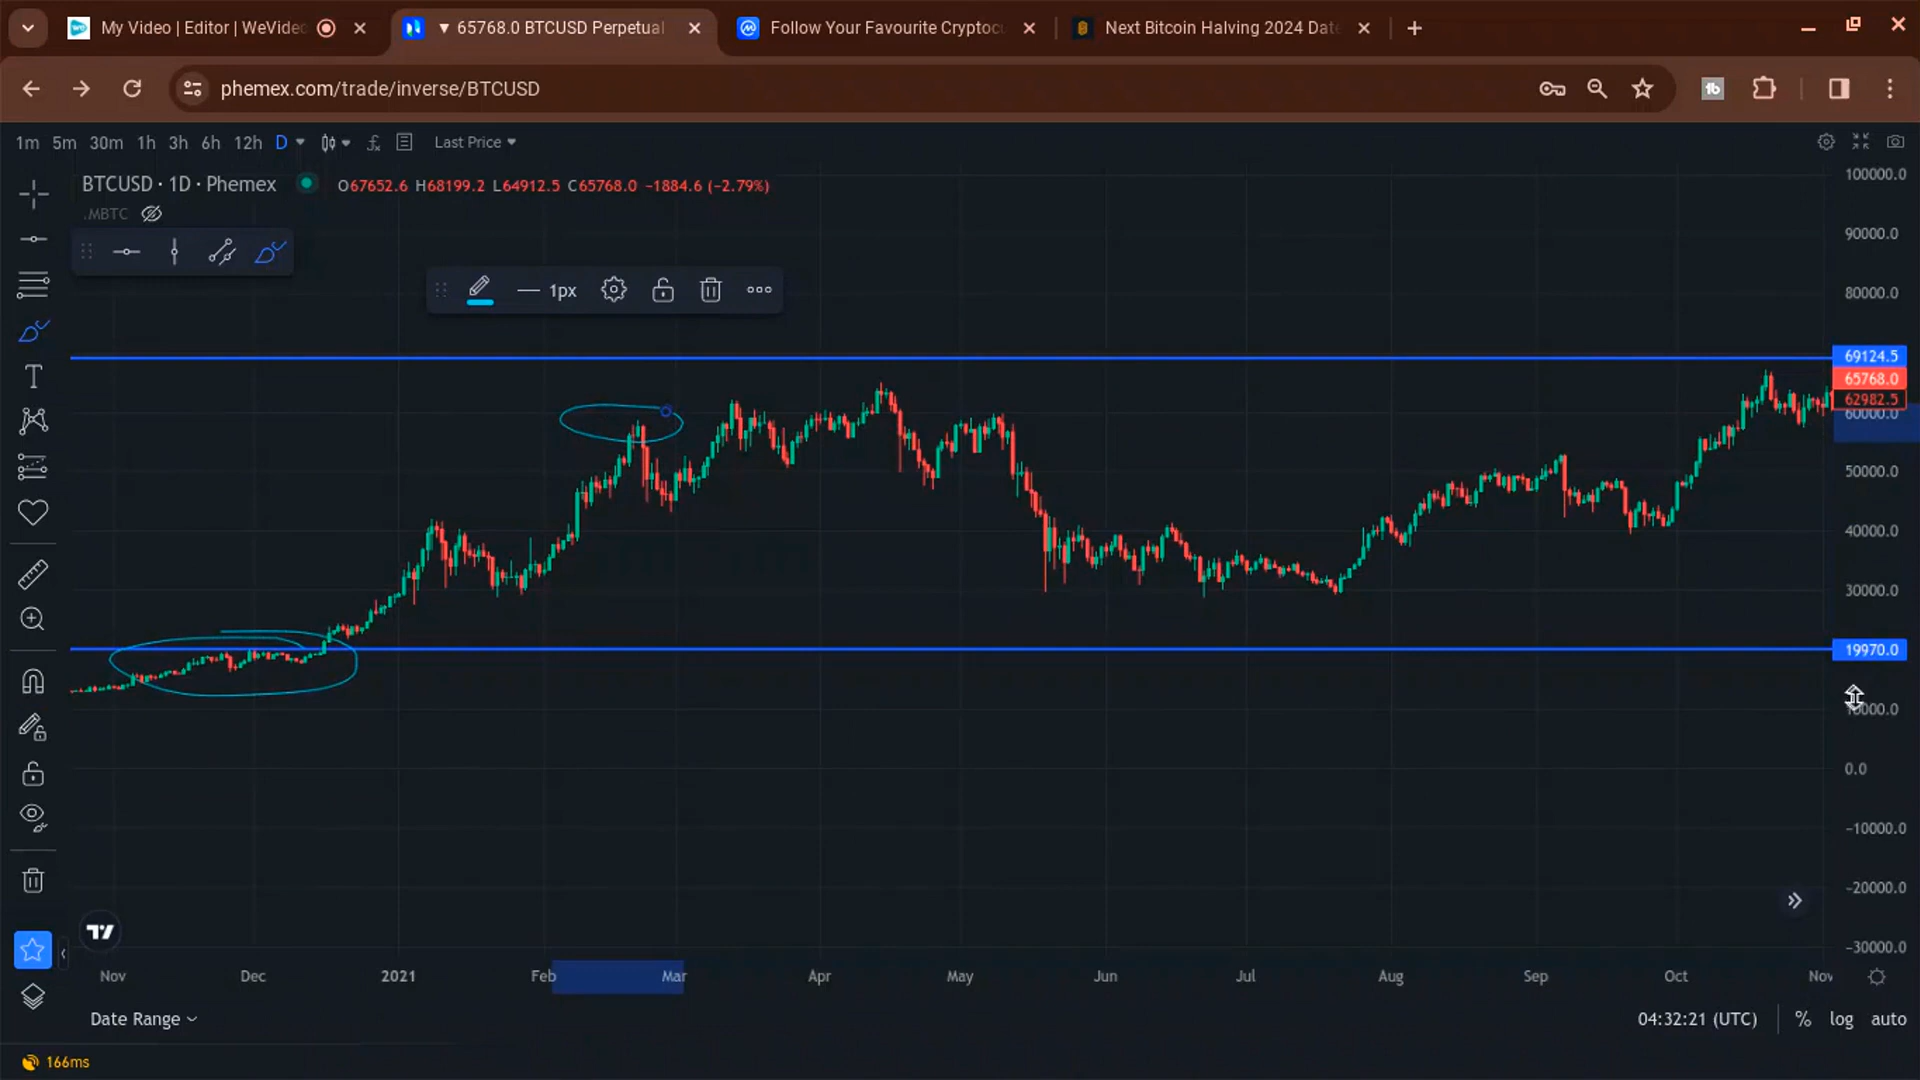 My Video | Editor | WeVideo
▼ 65768.0 BTCUSD Perpetual
Follow Your Favourite Cryptocu
Next Bitcoin Halving 2024 Date
phemex.com/trade/inverse/BTCUSD
1m 5m 30m 1h 3h 6h 12h D Last Price
BTCUSD · 1D · Phemex O67652.6 H68199.2 L64912.5 C65768.0 −1884.6 (−2.79%)
.MBTC
1px
100000.0
90000.0
80000.0
69124.5
65768.0
62982.5
60000.0
50000.0
40000.0
30000.0
19970.0
10000.0
0.0
−10000.0
−20000.0
−30000.0
Nov Dec 2021 Feb Mar Apr May Jun Jul Aug Sep Oct Nov
Date Range 04:32:21 (UTC) % log auto
166ms